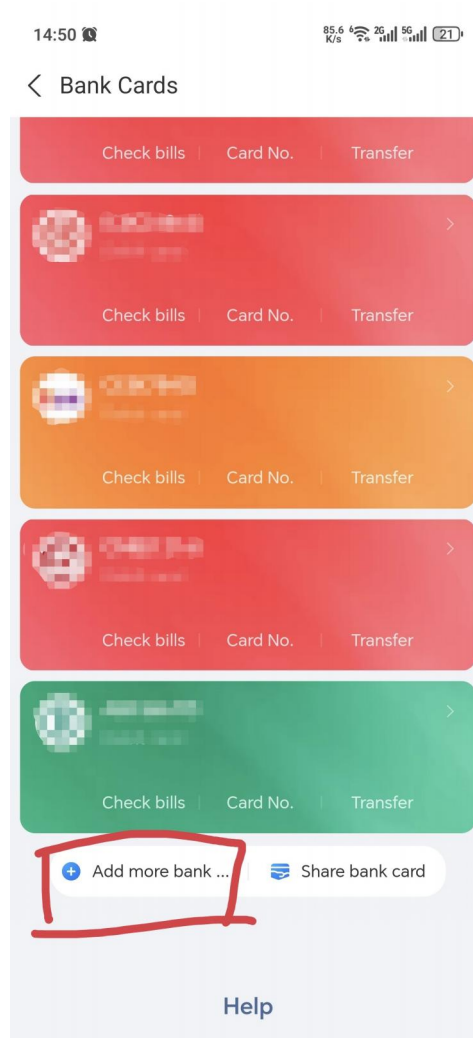 14:50
85.6 K/s 6 2G 5G 21
Bank Cards
Check bills Card No. Transfer
Check bills Card No. Transfer
Check bills Card No. Transfer
Check bills Card No. Transfer
Check bills Card No. Transfer
Add more bank ... Share bank card
Help